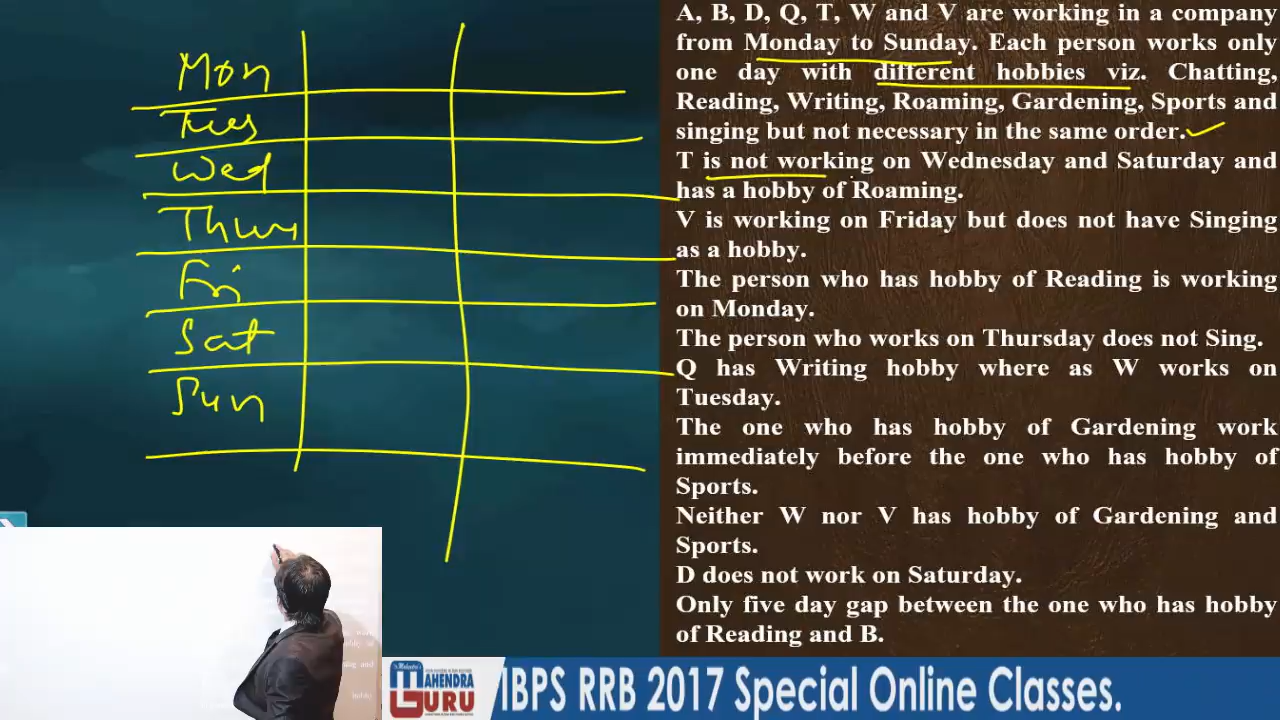 Mon
Tues
Wed
Thurs
Fri
Sat
Sun
A, B, D, Q, T, W and V are working in a company
from Monday to Sunday. Each person works only
one day with different hobbies viz. Chatting,
Reading, Writing, Roaming, Gardening, Sports and
singing but not necessary in the same order.
T is not working on Wednesday and Saturday and
has a hobby of Roaming.
V is working on Friday but does not have Singing
as a hobby.
The person who has hobby of Reading is working
on Monday.
The person who works on Thursday does not Sing.
Q has Writing hobby where as W works on
Tuesday.
The one who has hobby of Gardening work
immediately before the one who has hobby of
Sports.
Neither W nor V has hobby of Gardening and
Sports.
D does not work on Saturday.
Only five day gap between the one who has hobby
of Reading and B.
MAHENDRA
GURU
IBPS RRB 2017 Special Online Classes.